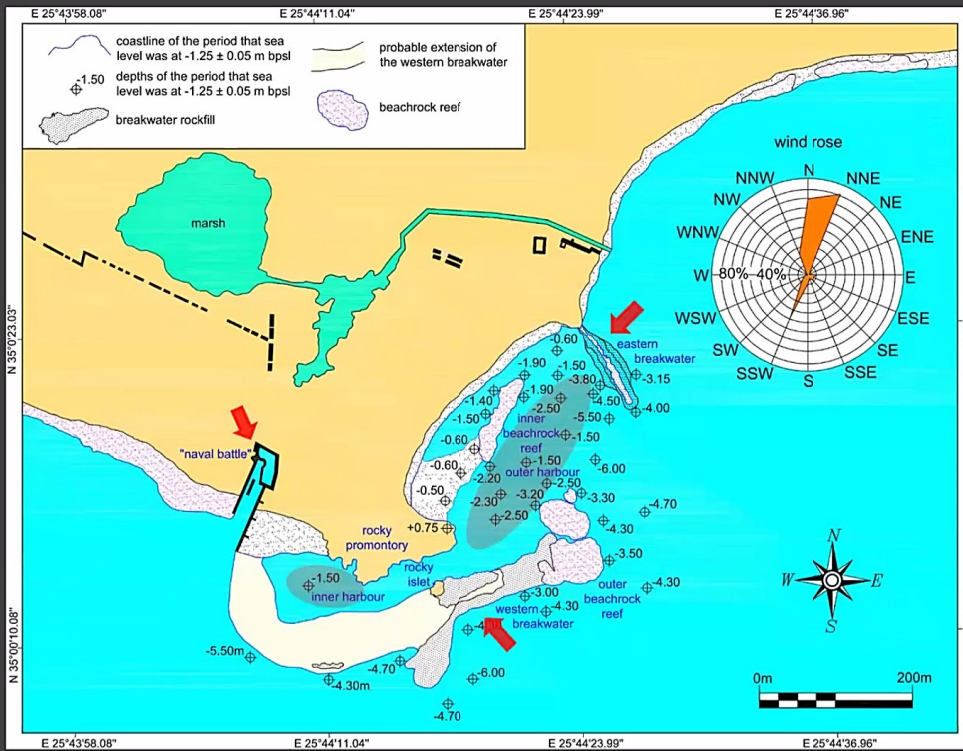 E 25°43'58.08"
E 25°44'11.04"
E 25°44'23.99"
E 25°44'36.96"
coastline of the period that sea
level was at -1.25 ± 0.05 m bpsl
-1.50
depths of the period that sea
level was at -1.25 ± 0.05 m bpsl
breakwater rockfill
probable extension of
the western breakwater
beachrock reef
wind rose
N
NNE
NE
ENE
E
ESE
SE
SSE
S
SSW
SW
WSW
W
WNW
NW
NNW
80%
40%
marsh
N 35°0'23.03"
N 35°00'10.08"
eastern
breakwater
-0.60
-1.90
-1.50
-3.80
-3.15
-1.90
-4.50
-4.00
-1.40
-2.50
-5.50
-1.50
inner
beachrock
reef
-1.50
-0.60
-1.50
-6.00
-0.60
-2.20
outer harbour
-2.50
-0.50
-2.30
-3.20
-3.30
-4.70
-2.50
-4.30
+0.75
"naval battle"
rocky
promontory
-3.50
rocky
islet
-1.50
inner harbour
-4.30
outer
beachrock
reef
-3.00
-4.30
western
breakwater
-5.50m
-4.30m
-4.70
-6.00
-4.70
N
W
E
S
0m
200m
E 25°43'58.08"
E 25°44'11.04"
E 25°44'23.99"
E 25°44'36.96"